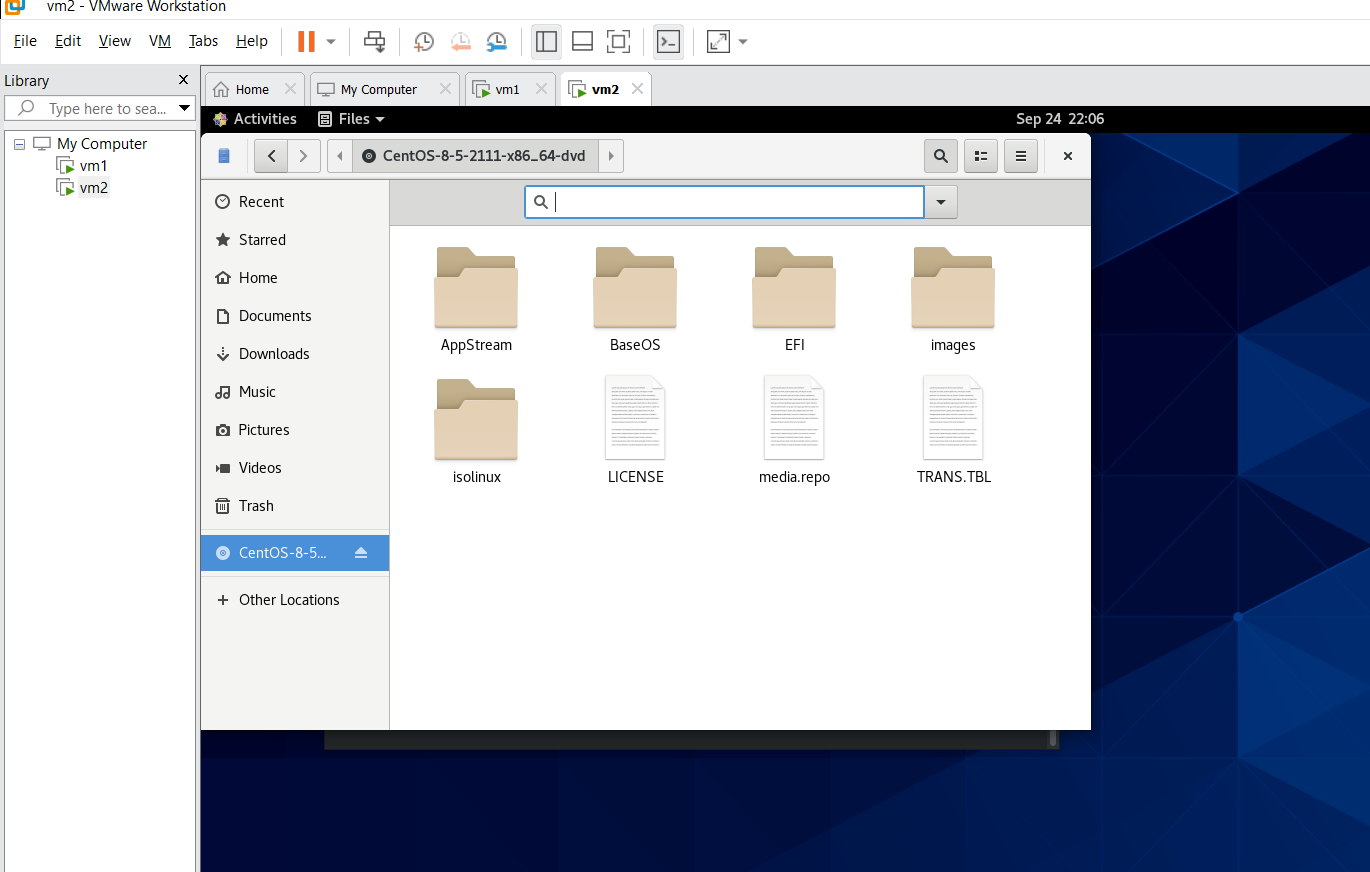 vm2 - VMware Workstation
File Edit View VM Tabs Help
Library
Type here to sea...
My Computer
vm1
vm2
Home My Computer vm1 vm2
Activities Files Sep 24 22:06
CentOS-8-5-2111-x86_64-dvd
Recent
Starred
Home
Documents
Downloads
Music
Pictures
Videos
Trash
CentOS-8-5...
Other Locations
AppStream BaseOS EFI images
isolinux LICENSE media.repo TRANS.TBL